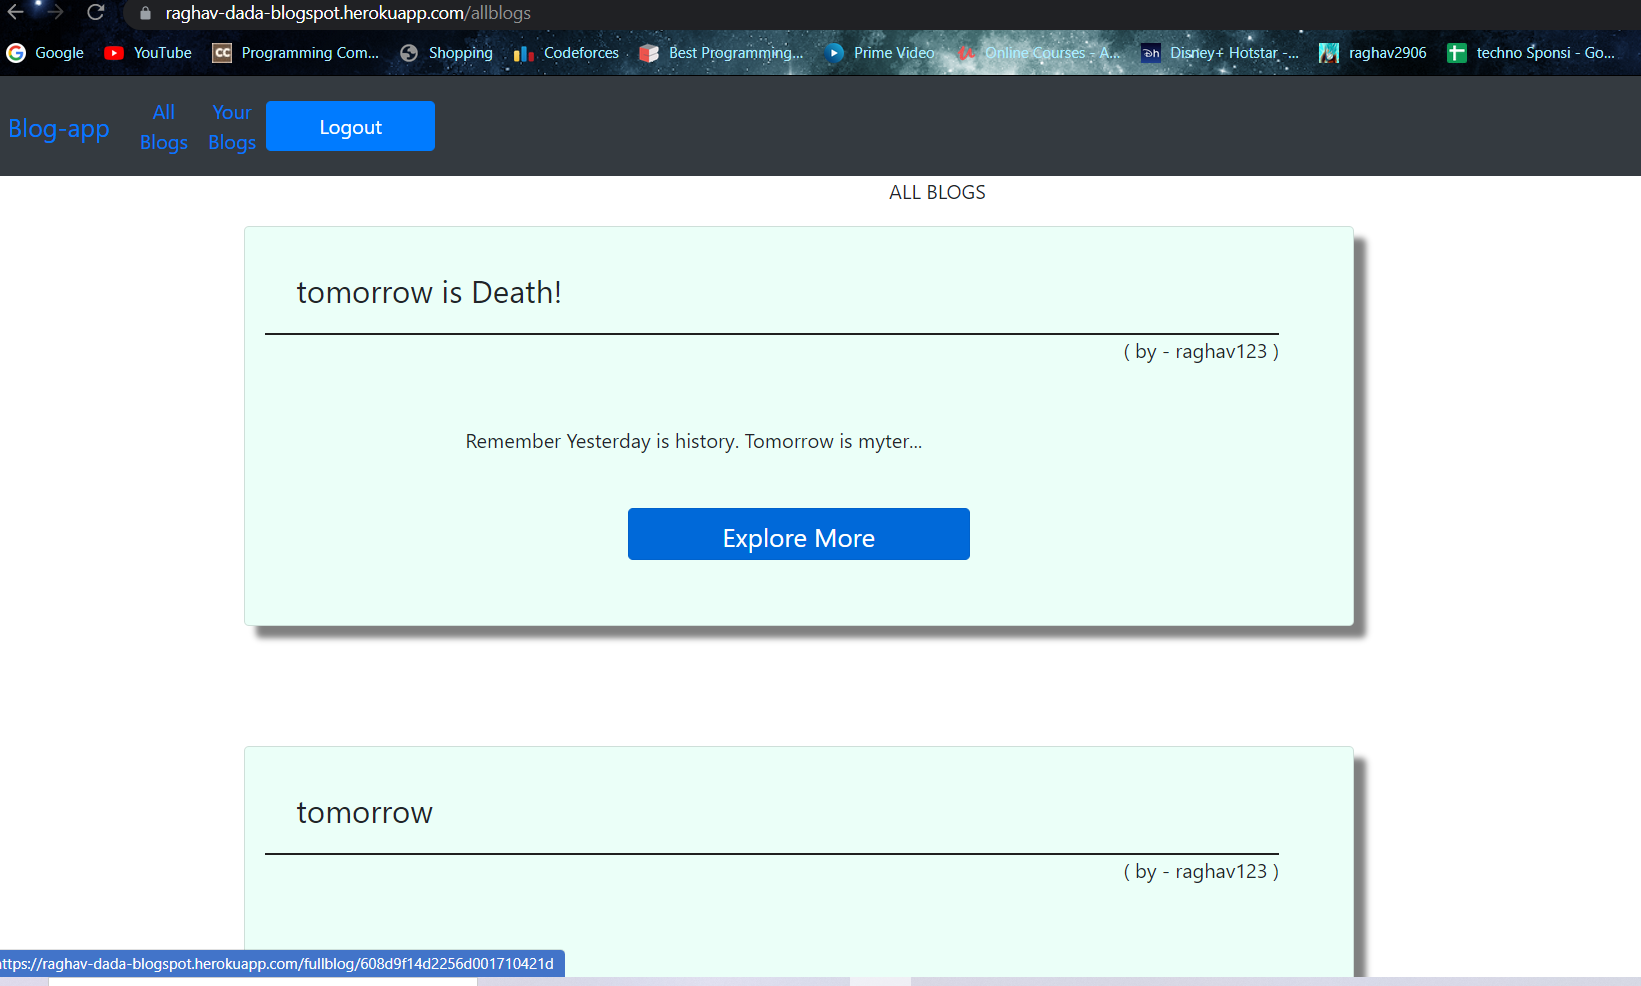 raghav-dada-blogspot.herokuapp.com/allblogs
Google YouTube CC Programming Com... Shopping Codeforces Best Programming... Prime Video Online Courses - A... Disney+ Hotstar -... raghav2906 techno Sponsi - Go...
Blog-app All Blogs Your Blogs Logout
ALL BLOGS
tomorrow is Death!
( by - raghav123 )
Remember Yesterday is history. Tomorrow is myter...
Explore More
tomorrow
( by - raghav123 )
ttps://raghav-dada-blogspot.herokuapp.com/fullblog/608d9f14d2256d001710421d